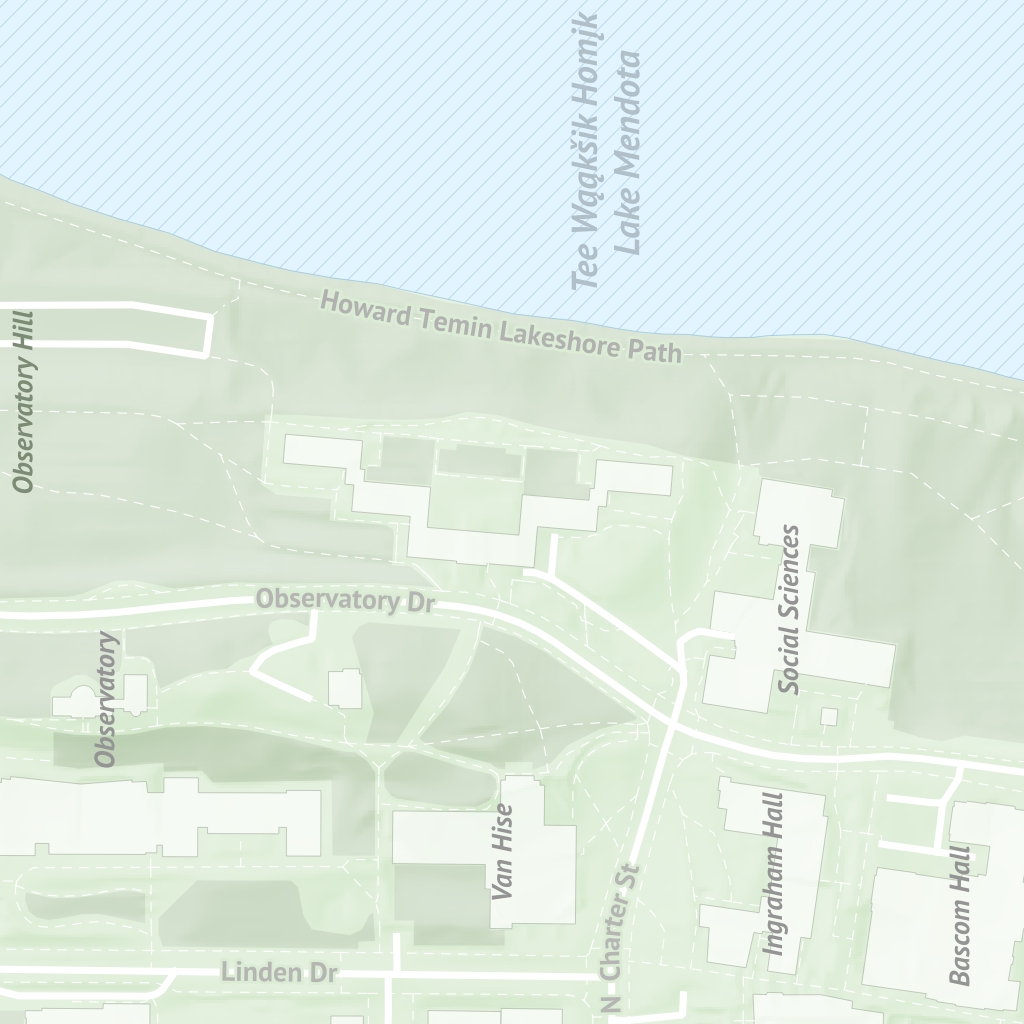 Tee Wąąkšik Homįk
Lake Mendota
Howard Temin Lakeshore Path
Observatory Hill
Observatory Dr
Social Sciences
Observatory
Van Hise
Ingraham Hall
Bascom Hall
N Charter St
Linden Dr